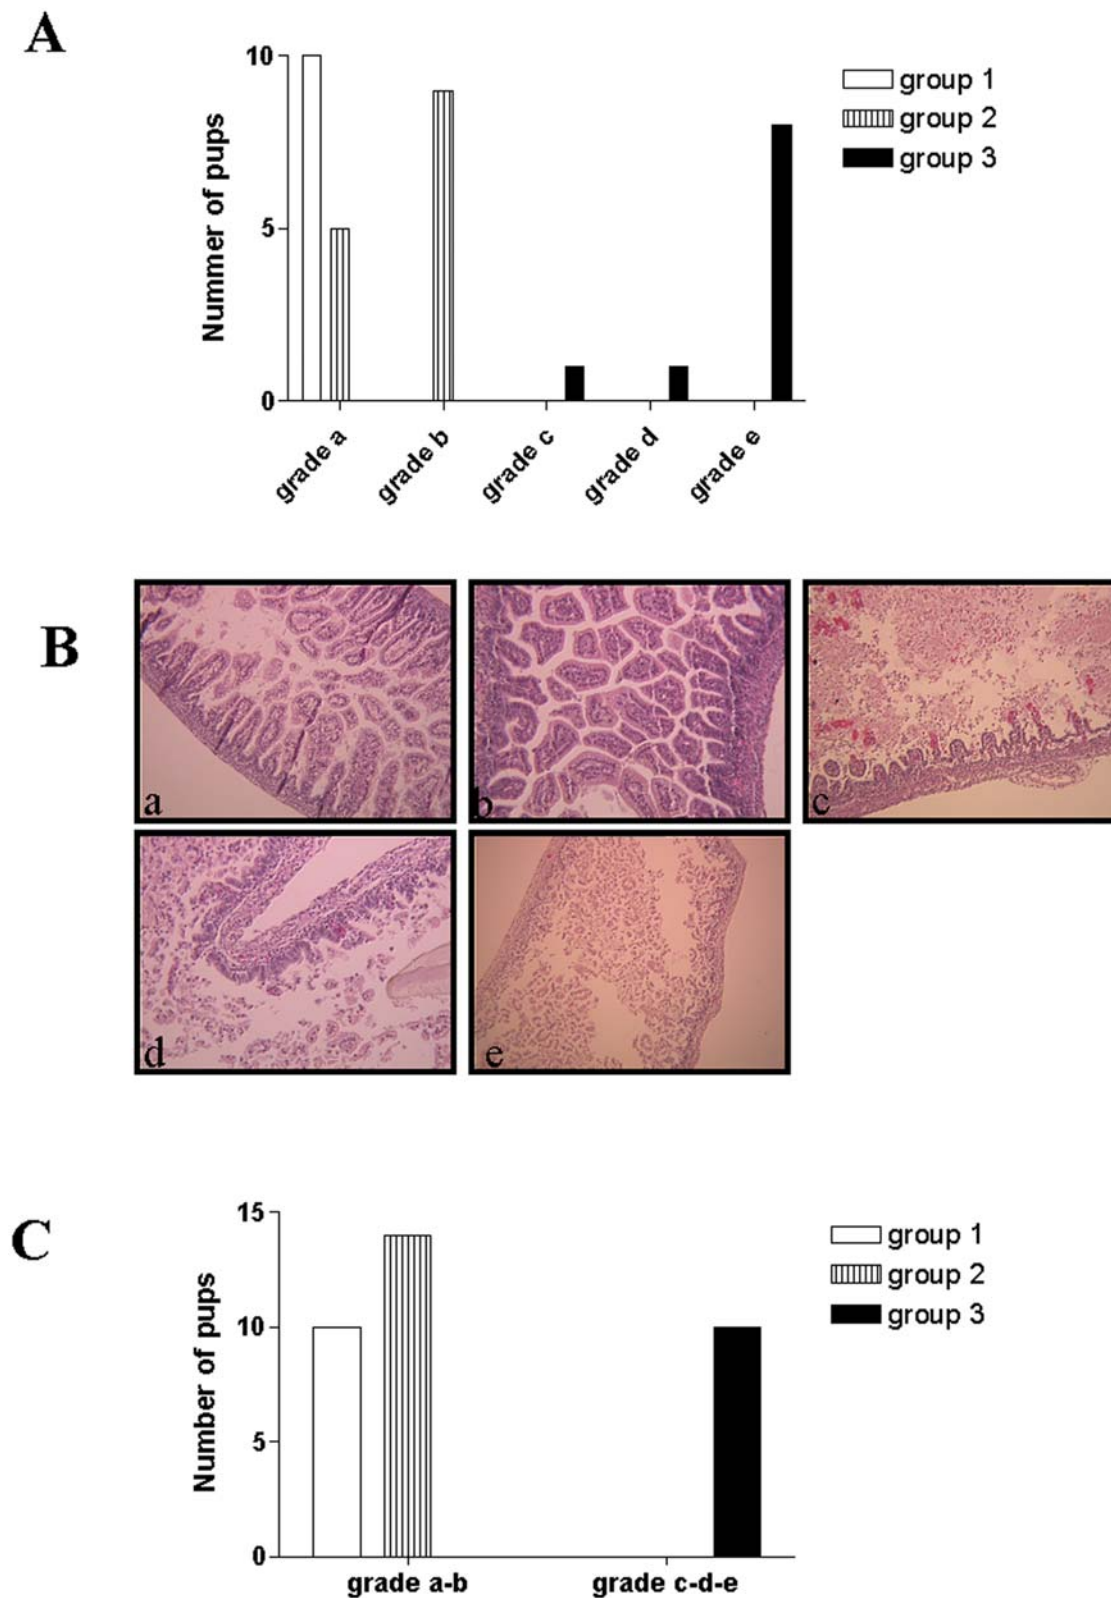 A
Nummer of pups
10
5
0
grade a
grade b
grade c
grade d
grade e
group 1
group 2
group 3
B
a
b
c
d
e
C
Number of pups
15
10
5
0
grade a-b
grade c-d-e
group 1
group 2
group 3